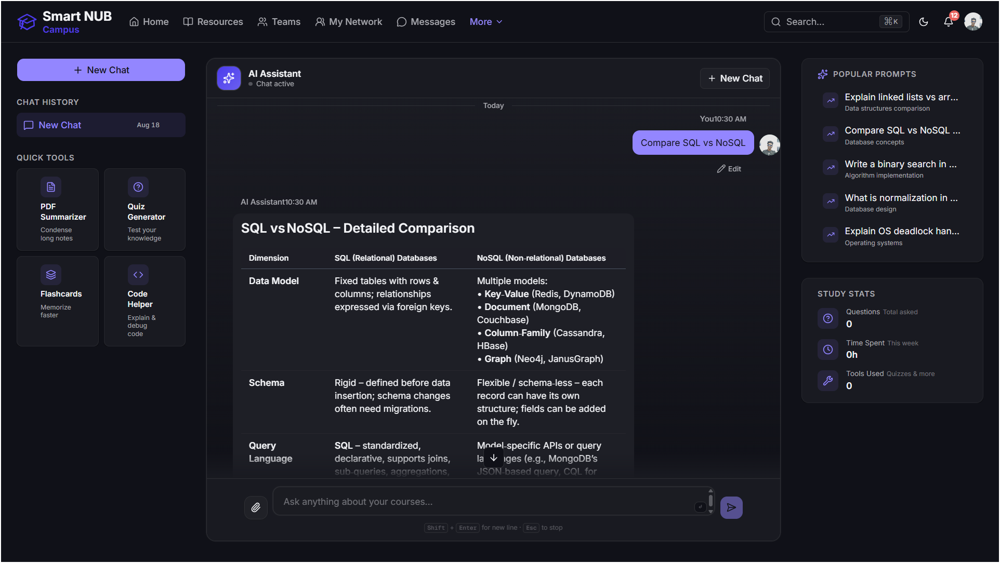 Smart NUB
Campus
Home
Resources
Teams
My Network
Messages
More
Search...
⌘K
12
+ New Chat
CHAT HISTORY
New Chat
Aug 18
QUICK TOOLS
PDF
Summarizer
Condense
long notes
Quiz
Generator
Test your
knowledge
Flashcards
Memorize
faster
Code
Helper
Explain &
debug
code
AI Assistant
Chat active
+ New Chat
Today
You10:30 AM
Compare SQL vs NoSQL
Edit
AI Assistant10:30 AM
SQL vs NoSQL – Detailed Comparison
Dimension
SQL (Relational) Databases
NoSQL (Non-relational) Databases
Data Model
Fixed tables with rows &
columns; relationships
expressed via foreign keys.
Multiple models:
• Key-Value (Redis, DynamoDB)
• Document (MongoDB,
Couchbase)
• Column-Family (Cassandra,
HBase)
• Graph (Neo4j, JanusGraph)
Schema
Rigid – defined before data
insertion; schema changes
often need migrations.
Flexible / schema-less – each
record can have its own
structure; fields can be added
on the fly.
Query
Language
SQL – standardized,
declarative, supports joins,
sub-queries, aggregations,
Model-specific APIs or query
(e.g., MongoDB's
JSON-based query, CQL for
Ask anything about your courses...
Shift + Enter for new line · Esc to stop
POPULAR PROMPTS
Explain linked lists vs arr...
Data structures comparison
Compare SQL vs NoSQL ...
Database concepts
Write a binary search in ...
Algorithm implementation
What is normalization in ...
Database design
Explain OS deadlock han...
Operating systems
STUDY STATS
Questions Total asked
0
Time Spent This week
0h
Tools Used Quizzes & more
0